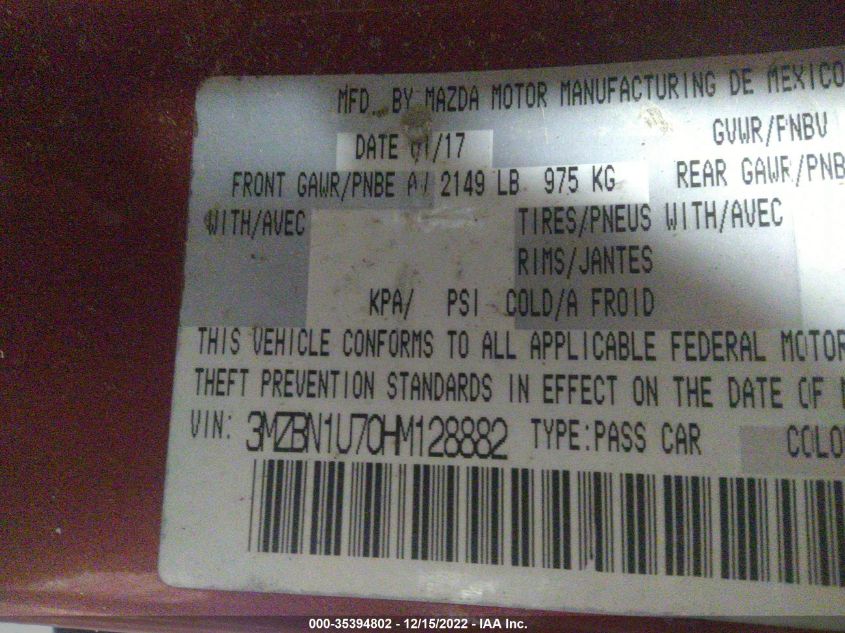 MFD. BY MAZDA MOTOR MANUFACTURING DE MEXICO
DATE 01/17 GVWR/PNBV
FRONT GAWR/PNBE A/ 2149 LB 975 KG REAR GAWR/PNB
WITH/AVEC TIRES/PNEUS WITH/AVEC
RIMS/JANTES
KPA/ PSI COLD/A FROID
THIS VEHICLE CONFORMS TO ALL APPLICABLE FEDERAL MOTOR
THEFT PREVENTION STANDARDS IN EFFECT ON THE DATE OF
VIN: 3MZBN1U70HM128882 TYPE:PASS CAR COLO
000-35394802 - 12/15/2022 - IAA Inc.